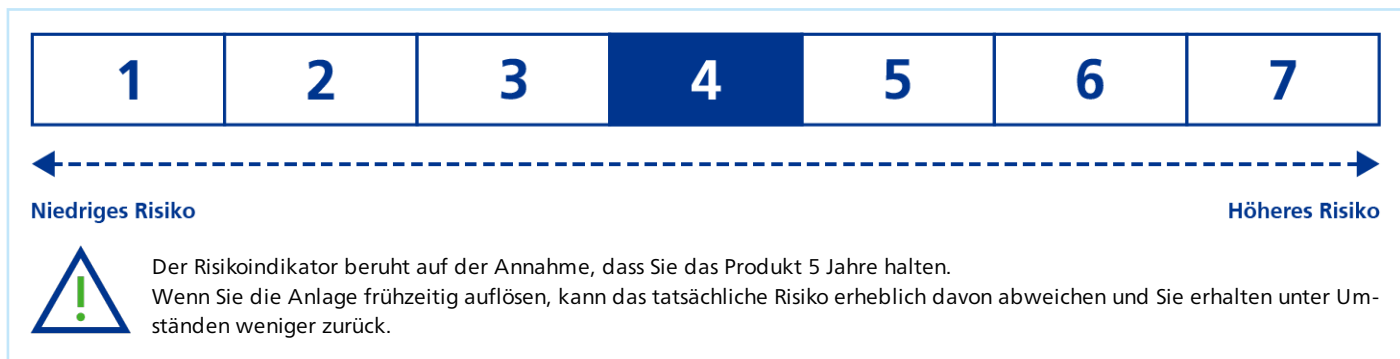 1 2 3 4 5 6 7
Niedriges Risiko Höheres Risiko
Der Risikoindikator beruht auf der Annahme, dass Sie das Produkt 5 Jahre halten.
Wenn Sie die Anlage frühzeitig auflösen, kann das tatsächliche Risiko erheblich davon abweichen und Sie erhalten unter Um-
ständen weniger zurück.